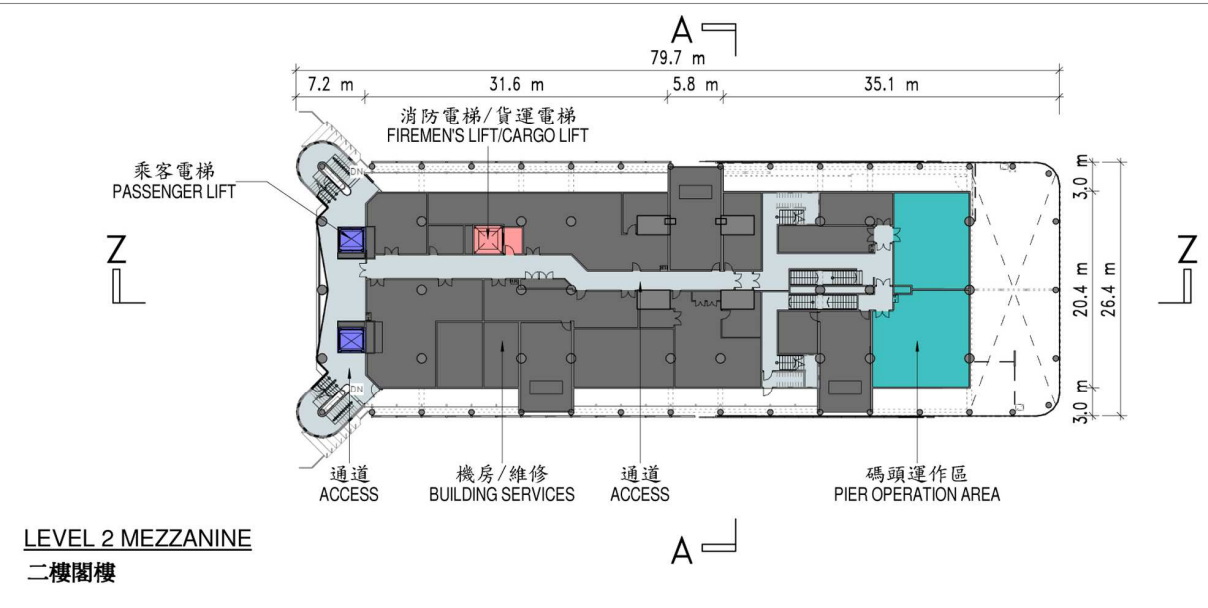 A
79.7 m
7.2 m
31.6 m
5.8 m
35.1 m
消防電梯/貨運電梯
FIREMEN'S LIFT/CARGO LIFT
乘客電梯
PASSENGER LIFT
DN
3.0 m
Z
Z
20.4 m
26.4 m
DN
3.0 m
通道
ACCESS
機房/維修
BUILDING SERVICES
通道
ACCESS
碼頭運作區
PIER OPERATION AREA
LEVEL 2 MEZZANINE
二樓閣樓
A